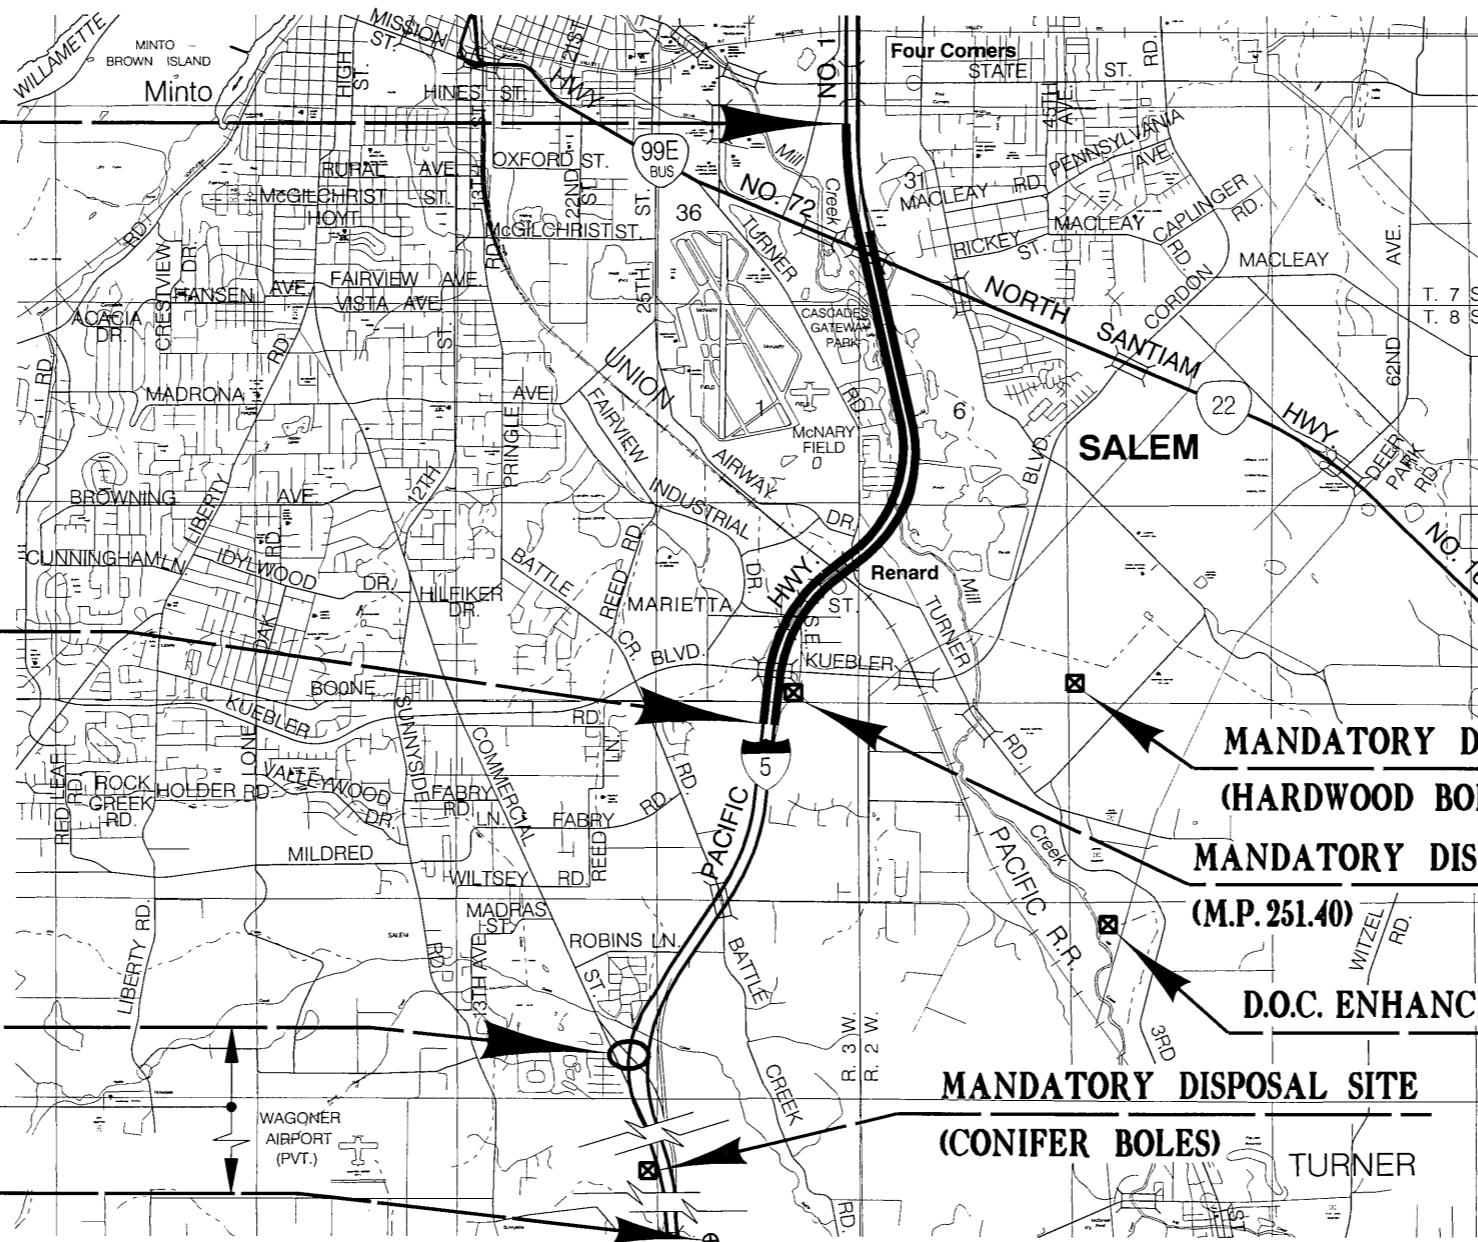 WILLAMETTE
MINTO
BROWN ISLAND
Minto
MISSION
ST.
HIGH
ST.
HINES ST.
21ST
HWY
NO. 1
Four Corners
STATE ST.
RD.
45TH
AVE.
PENNSYLVANIA
AVE.
99E
BUS
NO. 72
Mill
Creek
31
MACLEAY RD.
MACLEAY
CAPLINGER
RD.
RICKEY
ST.
RD.
CORDON
MACLEAY
AVE.
62ND
T. 7 S
T. 8 S
RURAL AVE.
McGILCHRIST
ST.
HOYT
13TH ST.
OXFORD ST.
22ND
ST.
McGILCHRIST ST.
36
TURNER
RD.
25TH
ST.
RD.
CRESTVIEW
DR.
HANSEN AVE.
FAIRVIEW AVE.
VISTA AVE
ACACIA
DR.
RD.
RD.
ST.
RD.
MADRONA
AVE.
UNION
FAIRVIEW
McNARY
McNARY
FIELD
1
CASCADES
GATEWAY
PARK
McNARY
FIELD
6
NORTH SANTIAM
22
HWY.
SALEM
BLVD.
DEER
PARK
RD.
NO. 16
BROWNING AVE.
LIBERTY
12TH
PRINGLE
AIRWAY
DR.
INDUSTRIAL
DR.
CUNNINGHAM LN.
IDYLWOOD
DR.
RD.
OAK
HILFIKER
DR.
BATTLE
CR.
REED RD.
MARIETTA
ST.
HWY.
S.E.
Renard
Mill
TURNER
RD.
BLVD.
KUEBLER
BOONE
RD.
KUEBLER
LONE
SUNNYSIDE
RD.
COMMERCIAL
ST.
LN.
REED
RED LEAF
RD.
ROCK
GREEK
RD.
HOLDER RD.
VALLEYWOOD
DR.
FABRY
RD.
LN.
FABRY
RD.
RD.
MILDRED
WILTSEY RD.
5
PACIFIC
MADRAS
ST.
13TH AVE.
ROBINS LN.
LIBERTY RD.
BATTLE
CREEK
RD.
PACIFIC R.R.
Creek
3RD
ST.
R. 3 W.
R. 2 W.
WITZEL
RD.
MANDATORY D
(HARDWOOD BO
MANDATORY DIS
(M.P. 251.40)
D.O.C. ENHANC
MANDATORY DISPOSAL SITE
(CONIFER BOLES)
WAGONER
AIRPORT
(PVT.)
TURNER